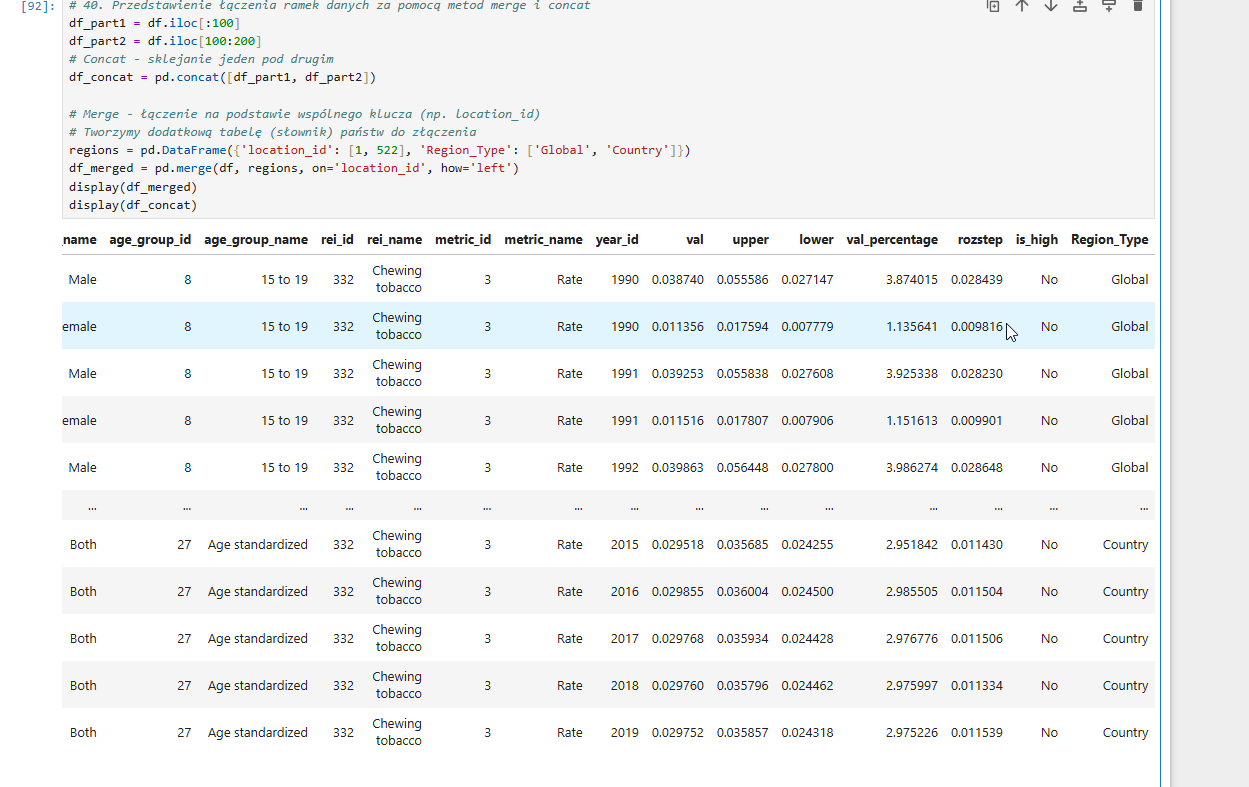 [92]: # 40. Przedstawienie łączenia ramek danych za pomocą metod merge i concat
df_part1 = df.iloc[:100]
df_part2 = df.iloc[100:200]
# Concat - sklejanie jeden pod drugim
df_concat = pd.concat([df_part1, df_part2])
# Merge - łączenie na podstawie wspólnego klucza (np. location_id)
# Tworzymy dodatkową tabelę (słownik) państw do złączenia
regions = pd.DataFrame({'location_id': [1, 522], 'Region_Type': ['Global', 'Country']})
df_merged = pd.merge(df, regions, on='location_id', how='left')
display(df_merged)
display(df_concat)
_name age_group_id age_group_name rei_id rei_name metric_id metric_name year_id val upper lower val_percentage rozstep is_high Region_Type
Male 8 15 to 19 332 Chewing tobacco 3 Rate 1990 0.038740 0.055586 0.027147 3.874015 0.028439 No Global
emale 8 15 to 19 332 Chewing tobacco 3 Rate 1990 0.011356 0.017594 0.007779 1.135641 0.009816 No Global
Male 8 15 to 19 332 Chewing tobacco 3 Rate 1991 0.039253 0.055838 0.027608 3.925338 0.028230 No Global
emale 8 15 to 19 332 Chewing tobacco 3 Rate 1991 0.011516 0.017807 0.007906 1.151613 0.009901 No Global
Male 8 15 to 19 332 Chewing tobacco 3 Rate 1992 0.039863 0.056448 0.027800 3.986274 0.028648 No Global
... ... ... ... ... ... ... ... ... ... ... ... ... ... ...
Both 27 Age standardized 332 Chewing tobacco 3 Rate 2015 0.029518 0.035685 0.024255 2.951842 0.011430 No Country
Both 27 Age standardized 332 Chewing tobacco 3 Rate 2016 0.029855 0.036004 0.024500 2.985505 0.011504 No Country
Both 27 Age standardized 332 Chewing tobacco 3 Rate 2017 0.029768 0.035934 0.024428 2.976776 0.011506 No Country
Both 27 Age standardized 332 Chewing tobacco 3 Rate 2018 0.029760 0.035796 0.024462 2.975997 0.011334 No Country
Both 27 Age standardized 332 Chewing tobacco 3 Rate 2019 0.029752 0.035857 0.024318 2.975226 0.011539 No Country